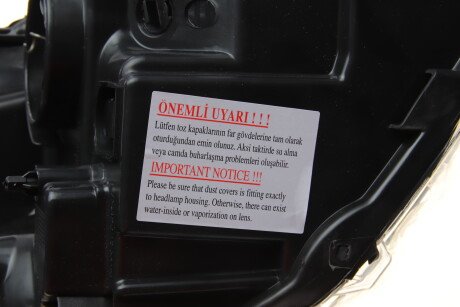 ÖNEMLİ UYARI ! ! !
Lütfen toz kapaklarının far gövdelerine tam olarak
oturduğundan emin olunuz. Aksi taktirde su alma
veya camda buharlaşma problemleri oluşabilir.
IMPORTANT NOTICE !!!
Please be sure that dust covers is fitting exactly
to headlamp housing. Otherwise, there can exist
water-inside or vaporization on lens.